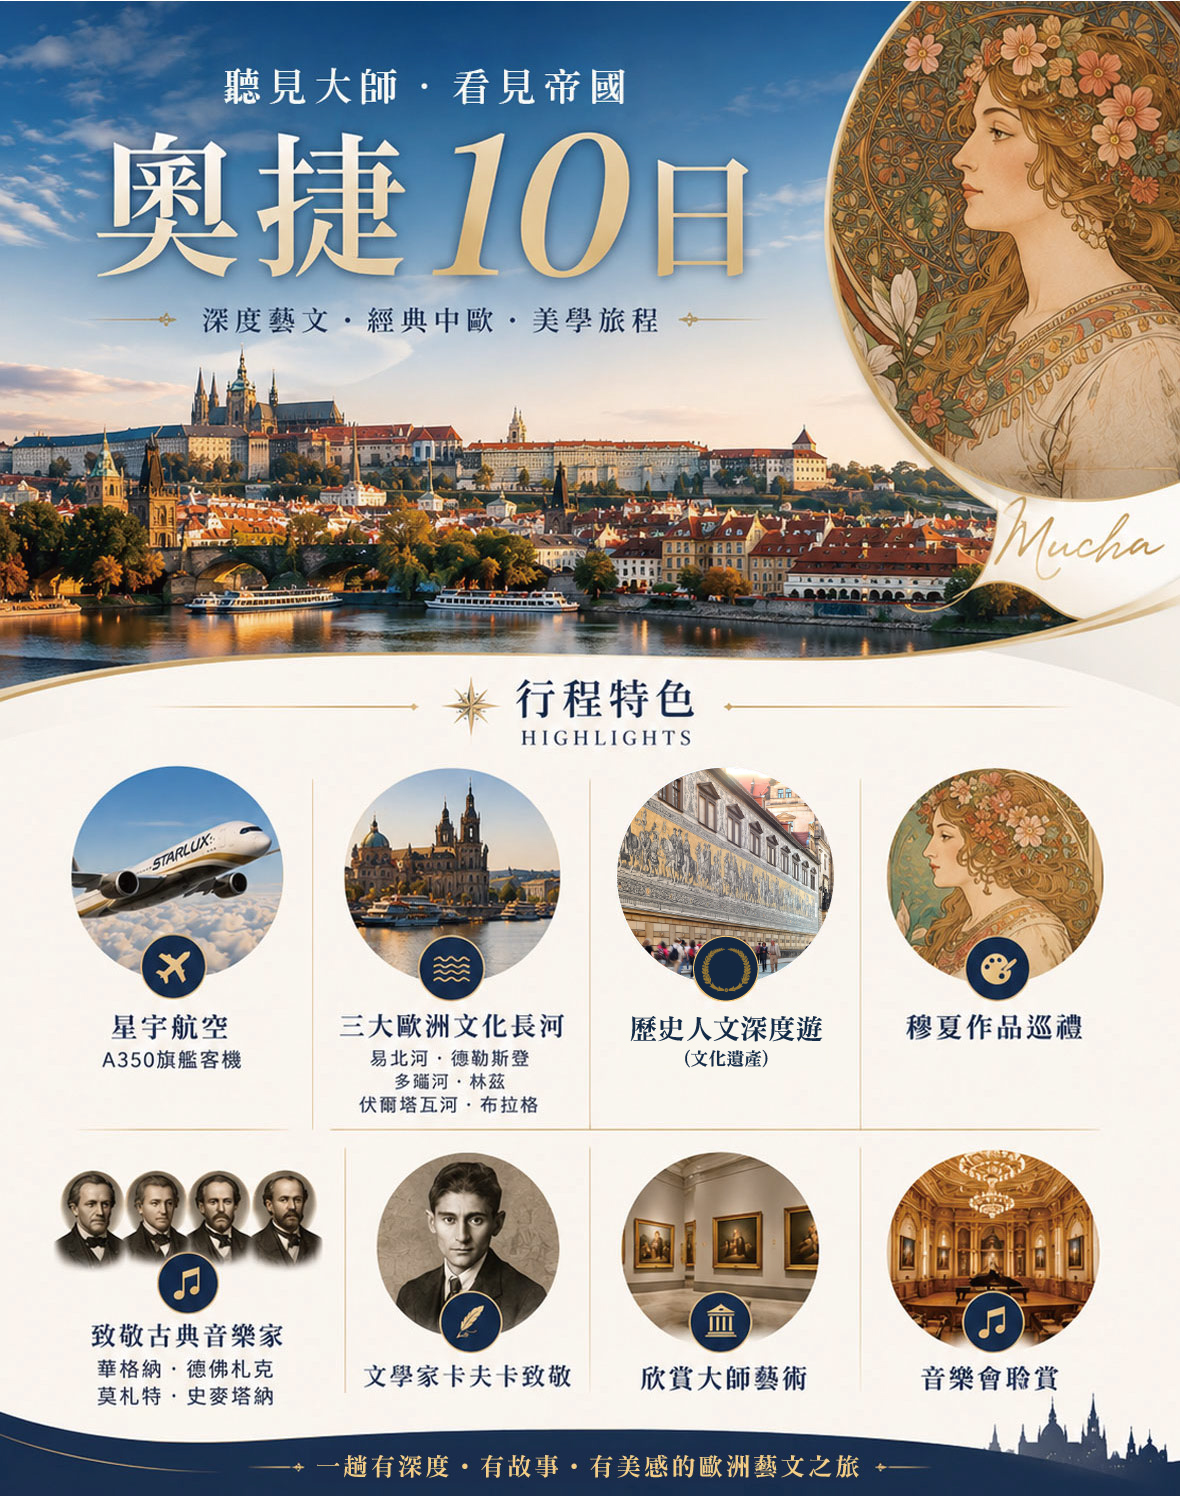 聽見大師・看見帝國
奧捷10日
深度藝文・經典中歐・美學旅程
Mucha
行程特色
HIGHLIGHTS
STARLUX
星宇航空
A350旗艦客機
三大歐洲文化長河
易北河・德勒斯登
多瑙河・林茲
伏爾塔瓦河・布拉格
歷史人文深度遊
(文化遺產)
穆夏作品巡禮
致敬古典音樂家
華格納・德佛札克
莫札特・史麥塔納
文學家卡夫卡致敬
欣賞大師藝術
音樂會聆賞
一趟有深度・有故事・有美感的歐洲藝文之旅